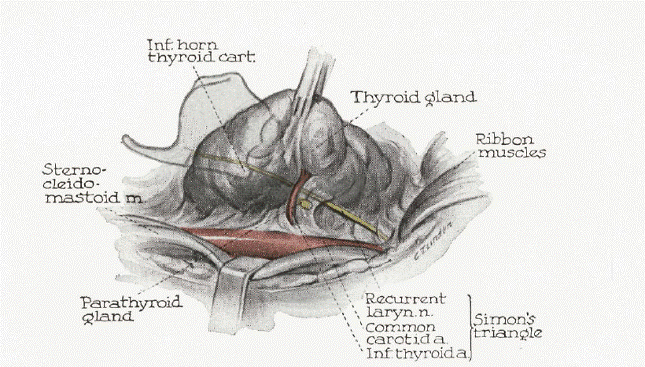 Inf. horn
thyroid cart.
Thyroid gland
Ribbon
muscles
Sterno-
cleido-
mastoid m.
Parathyroid
gland
Recurrent
laryn. n.
Common
carotid a.
Inf. thyroid a.
Simon's
triangle